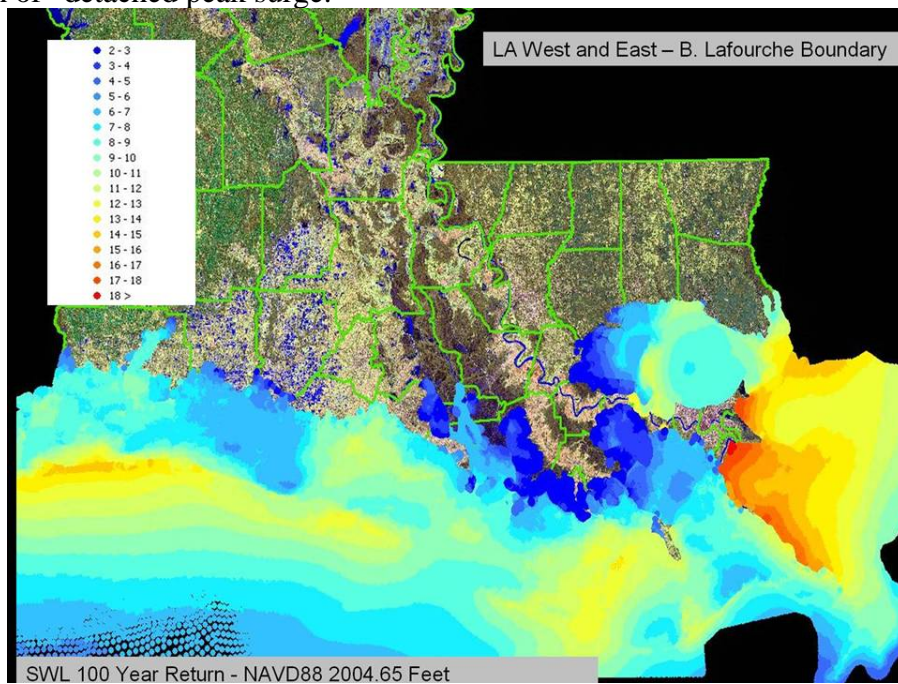 detached peak surge.
LA West and East – B. Lafourche Boundary
2 - 3
3 - 4
4 - 5
5 - 6
6 - 7
7 - 8
8 - 9
9 - 10
10 - 11
11 - 12
12 - 13
13 - 14
14 - 15
15 - 16
16 - 17
17 - 18
18 >
SWL 100 Year Return - NAVD88 2004.65 Feet